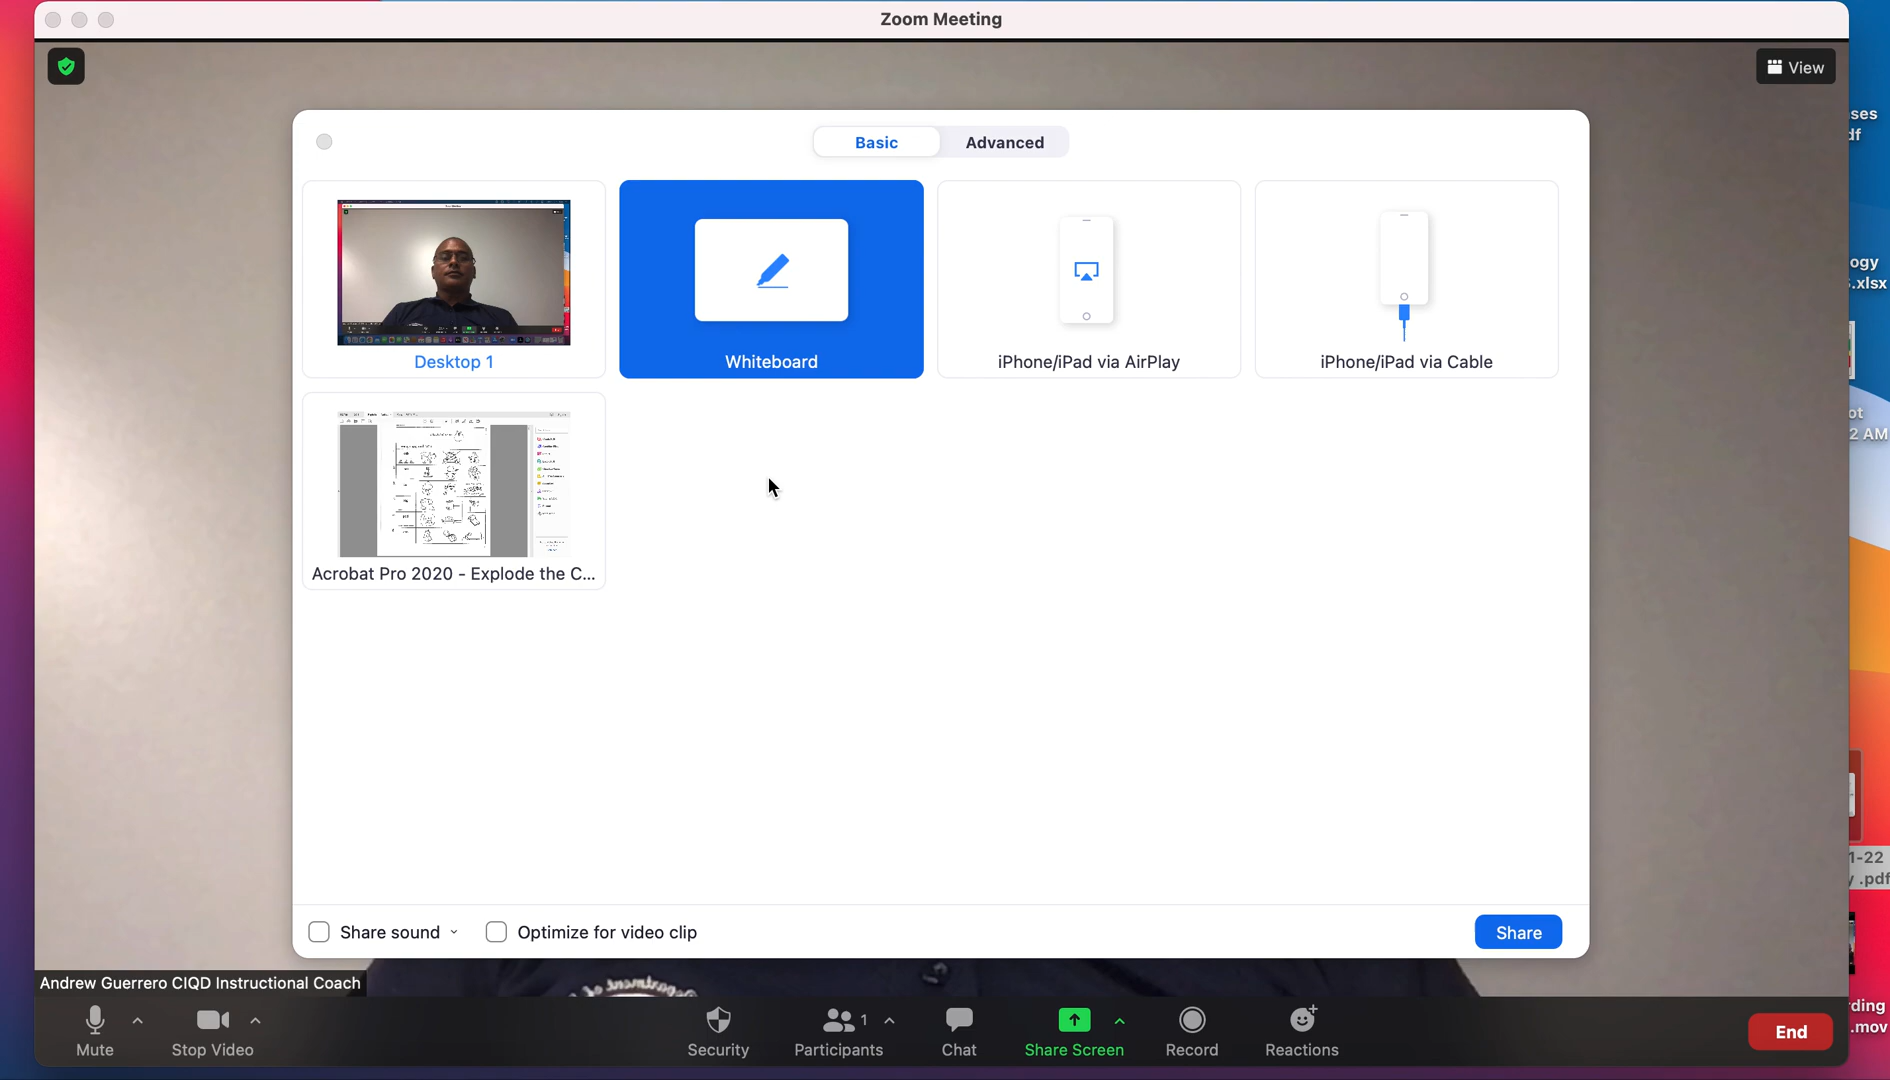 Zoom Meeting
View
Basic
Advanced
Desktop 1
Whiteboard
iPhone/iPad via AirPlay
iPhone/iPad via Cable
Acrobat Pro 2020 - Explode the C...
Share sound
Optimize for video clip
Share
Andrew Guerrero CIQD Instructional Coach
Mute
Stop Video
Security
1
Participants
Chat
Share Screen
Record
Reactions
End
ses
df
ogy
.xlsx
ot
2 AM
1-22
y .pdf
rding
.mov